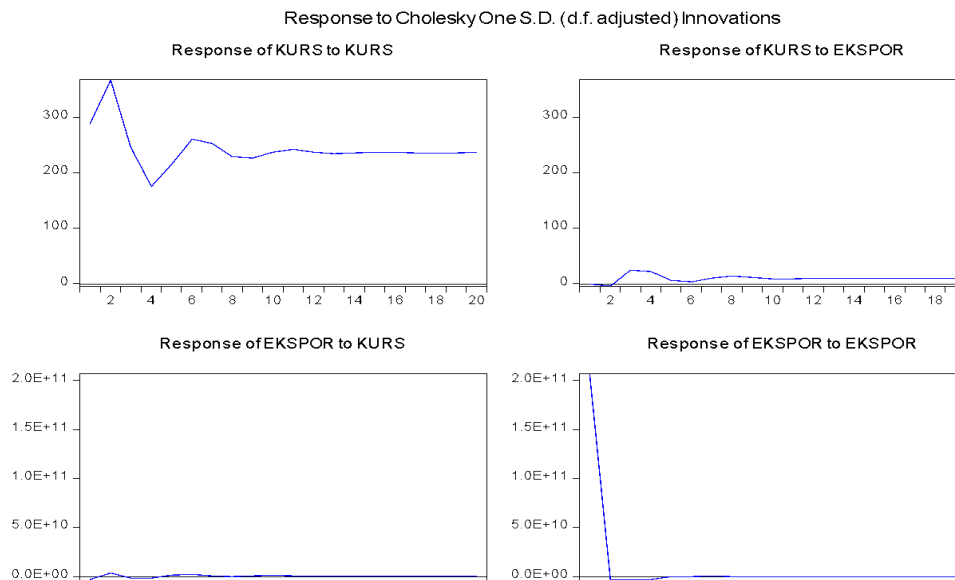 Response to Cholesky One S.D. (d.f. adjusted) Innovations
Response of KURS to KURS
300
200
100
0
2 4 6 8 10 12 14 16 18 20
Response of KURS to EKSPOR
300
200
100
0
2 4 6 8 10 12 14 16 18
Response of EKSPOR to KURS
2.0E+11
1.5E+11
1.0E+11
5.0E+10
0.0E+00
Response of EKSPOR to EKSPOR
2.0E+11
1.5E+11
1.0E+11
5.0E+10
0.0E+00